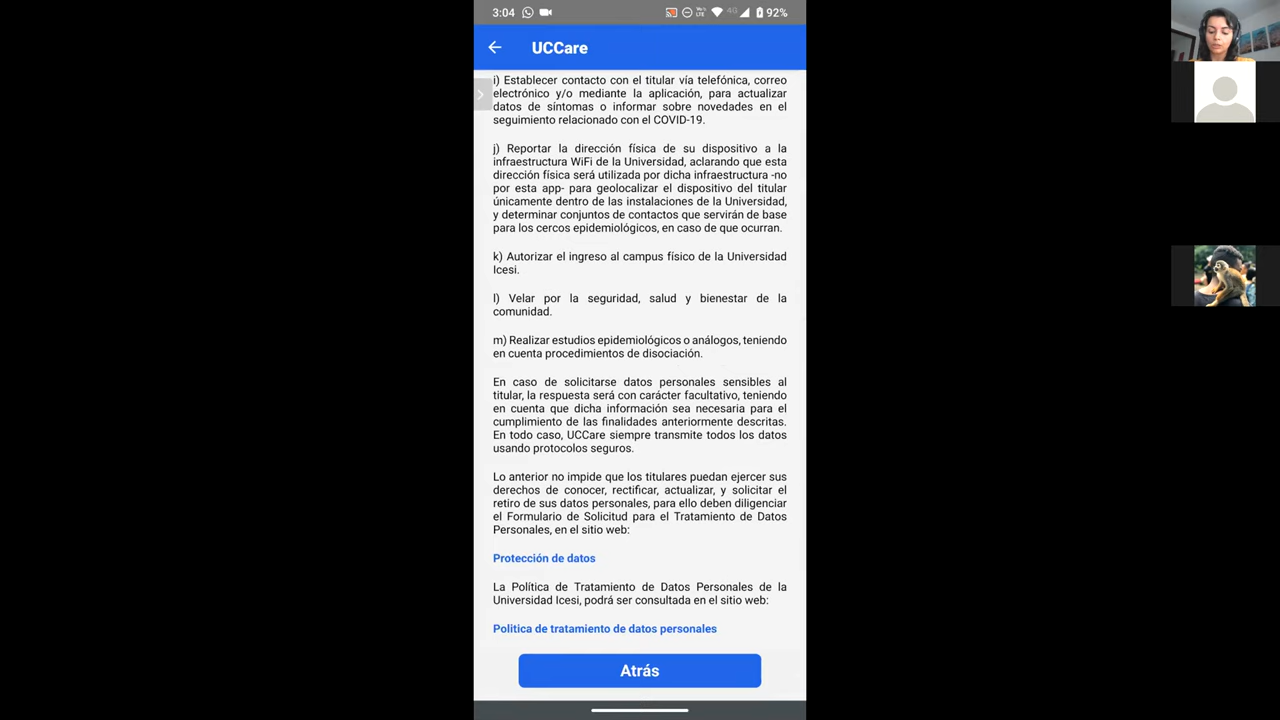 3:04
Vo
LTE
4G
92%
UCCare
i) Establecer contacto con el titular vía telefónica, correo
electrónico y/o mediante la aplicación, para actualizar
datos de síntomas o informar sobre novedades en el
seguimiento relacionado con el COVID-19.
j) Reportar la dirección física de su dispositivo a la
infraestructura WiFi de la Universidad, aclarando que esta
dirección física será utilizada por dicha infraestructura -no
por esta app- para geolocalizar el dispositivo del titular
únicamente dentro de las instalaciones de la Universidad,
y determinar conjuntos de contactos que servirán de base
para los cercos epidemiológicos, en caso de que ocurran.
k) Autorizar el ingreso al campus físico de la Universidad
Icesi.
l) Velar por la seguridad, salud y bienestar de la
comunidad.
m) Realizar estudios epidemiológicos o análogos, teniendo
en cuenta procedimientos de disociación.
En caso de solicitarse datos personales sensibles al
titular, la respuesta será con carácter facultativo, teniendo
en cuenta que dicha información sea necesaria para el
cumplimiento de las finalidades anteriormente descritas.
En todo caso, UCCare siempre transmite todos los datos
usando protocolos seguros.
Lo anterior no impide que los titulares puedan ejercer sus
derechos de conocer, rectificar, actualizar, y solicitar el
retiro de sus datos personales, para ello deben diligenciar
el Formulario de Solicitud para el Tratamiento de Datos
Personales, en el sitio web:
Protección de datos
La Política de Tratamiento de Datos Personales de la
Universidad Icesi, podrá ser consultada en el sitio web:
Politica de tratamiento de datos personales
Atrás